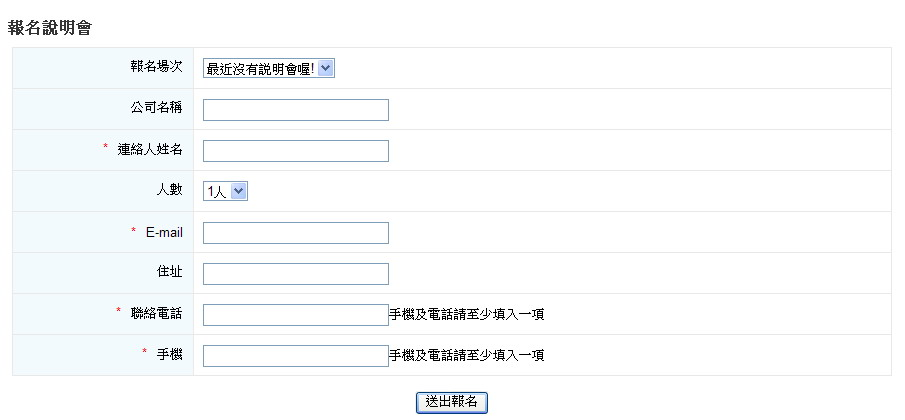 報名說明會
報名場次 最近沒有說明會喔!
公司名稱
* 連絡人姓名
人數 1人
* E-mail
住址
* 聯絡電話 手機及電話請至少填入一項
* 手機 手機及電話請至少填入一項
送出報名